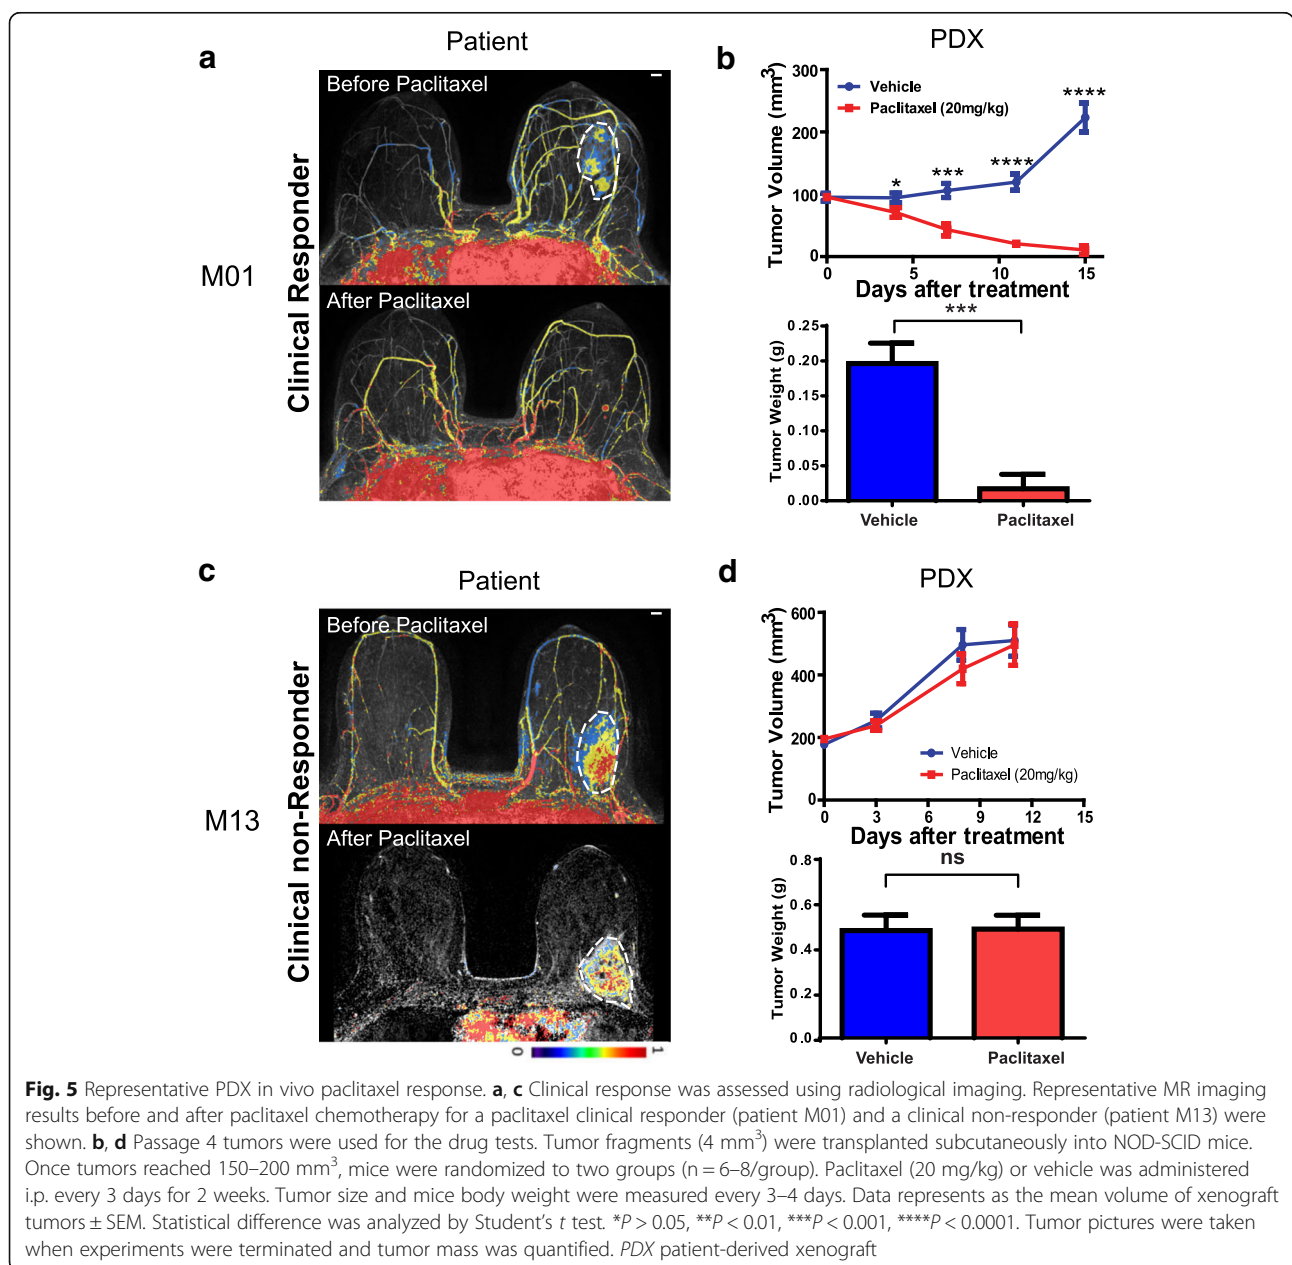 Patient
a
Before Paclitaxel
After Paclitaxel
Clinical Responder
M01
PDX
b
Tumor Volume (mm³)
300
200
100
0
Vehicle
Paclitaxel (20mg/kg)
* *** **** ****
0 5 10 15
Days after treatment
***
Tumor Weight (g)
0.25
0.20
0.15
0.10
0.05
0.00
Vehicle Paclitaxel
c
Patient
Before Paclitaxel
After Paclitaxel
Clinical non-Responder
M13
0 1
d
PDX
Tumor Volume (mm³)
600
400
200
0
Vehicle
Paclitaxel (20mg/kg)
0 3 6 9 12 15
Days after treatment
ns
Tumor Weight (g)
0.8
0.6
0.4
0.2
0.0
Vehicle Paclitaxel
Fig. 5 Representative PDX in vivo paclitaxel response. a, c Clinical response was assessed using radiological imaging. Representative MR imaging
results before and after paclitaxel chemotherapy for a paclitaxel clinical responder (patient M01) and a clinical non-responder (patient M13) were
shown. b, d Passage 4 tumors were used for the drug tests. Tumor fragments (4 mm³) were transplanted subcutaneously into NOD-SCID mice.
Once tumors reached 150–200 mm³, mice were randomized to two groups (n = 6–8/group). Paclitaxel (20 mg/kg) or vehicle was administered
i.p. every 3 days for 2 weeks. Tumor size and mice body weight were measured every 3–4 days. Data represents as the mean volume of xenograft
tumors ± SEM. Statistical difference was analyzed by Student's t test. *P > 0.05, **P < 0.01, ***P < 0.001, ****P < 0.0001. Tumor pictures were taken
when experiments were terminated and tumor mass was quantified. PDX patient-derived xenograft